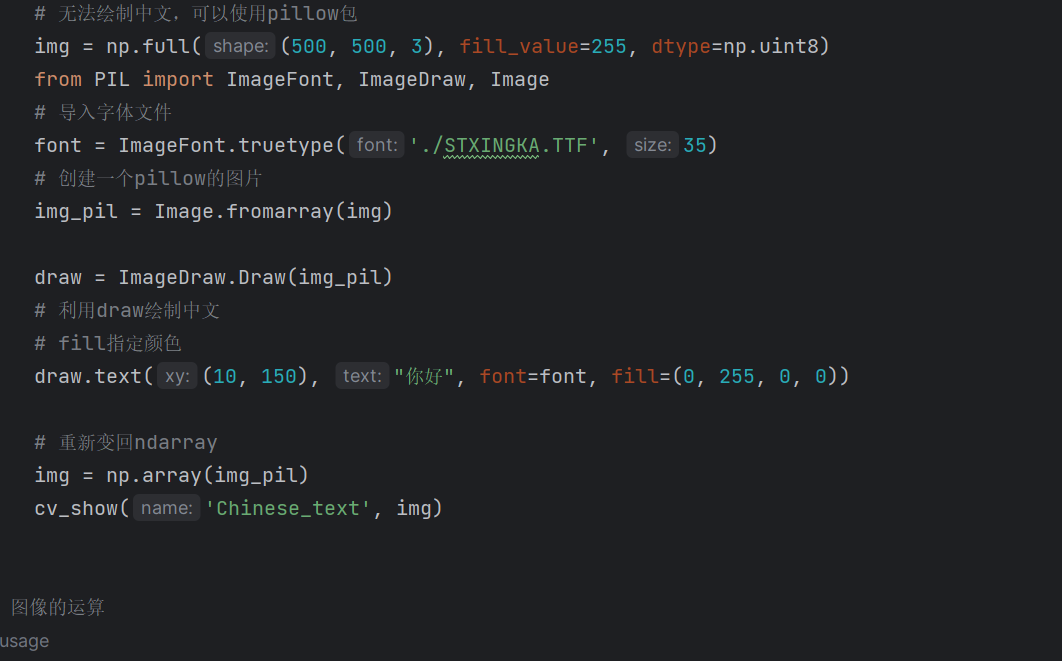 # 无法绘制中文，可以使用pillow包
img = np.full( shape: (500, 500, 3), fill_value=255, dtype=np.uint8)
from PIL import ImageFont, ImageDraw, Image
# 导入字体文件
font = ImageFont.truetype( font: './STXINGKA.TTF', size: 35)
# 创建一个pillow的图片
img_pil = Image.fromarray(img)
draw = ImageDraw.Draw(img_pil)
# 利用draw绘制中文
# fill指定颜色
draw.text( xy: (10, 150), text: "你好", font=font, fill=(0, 255, 0, 0))
# 重新变回ndarray
img = np.array(img_pil)
cv_show( name: 'Chinese_text', img)
图像的运算
usage